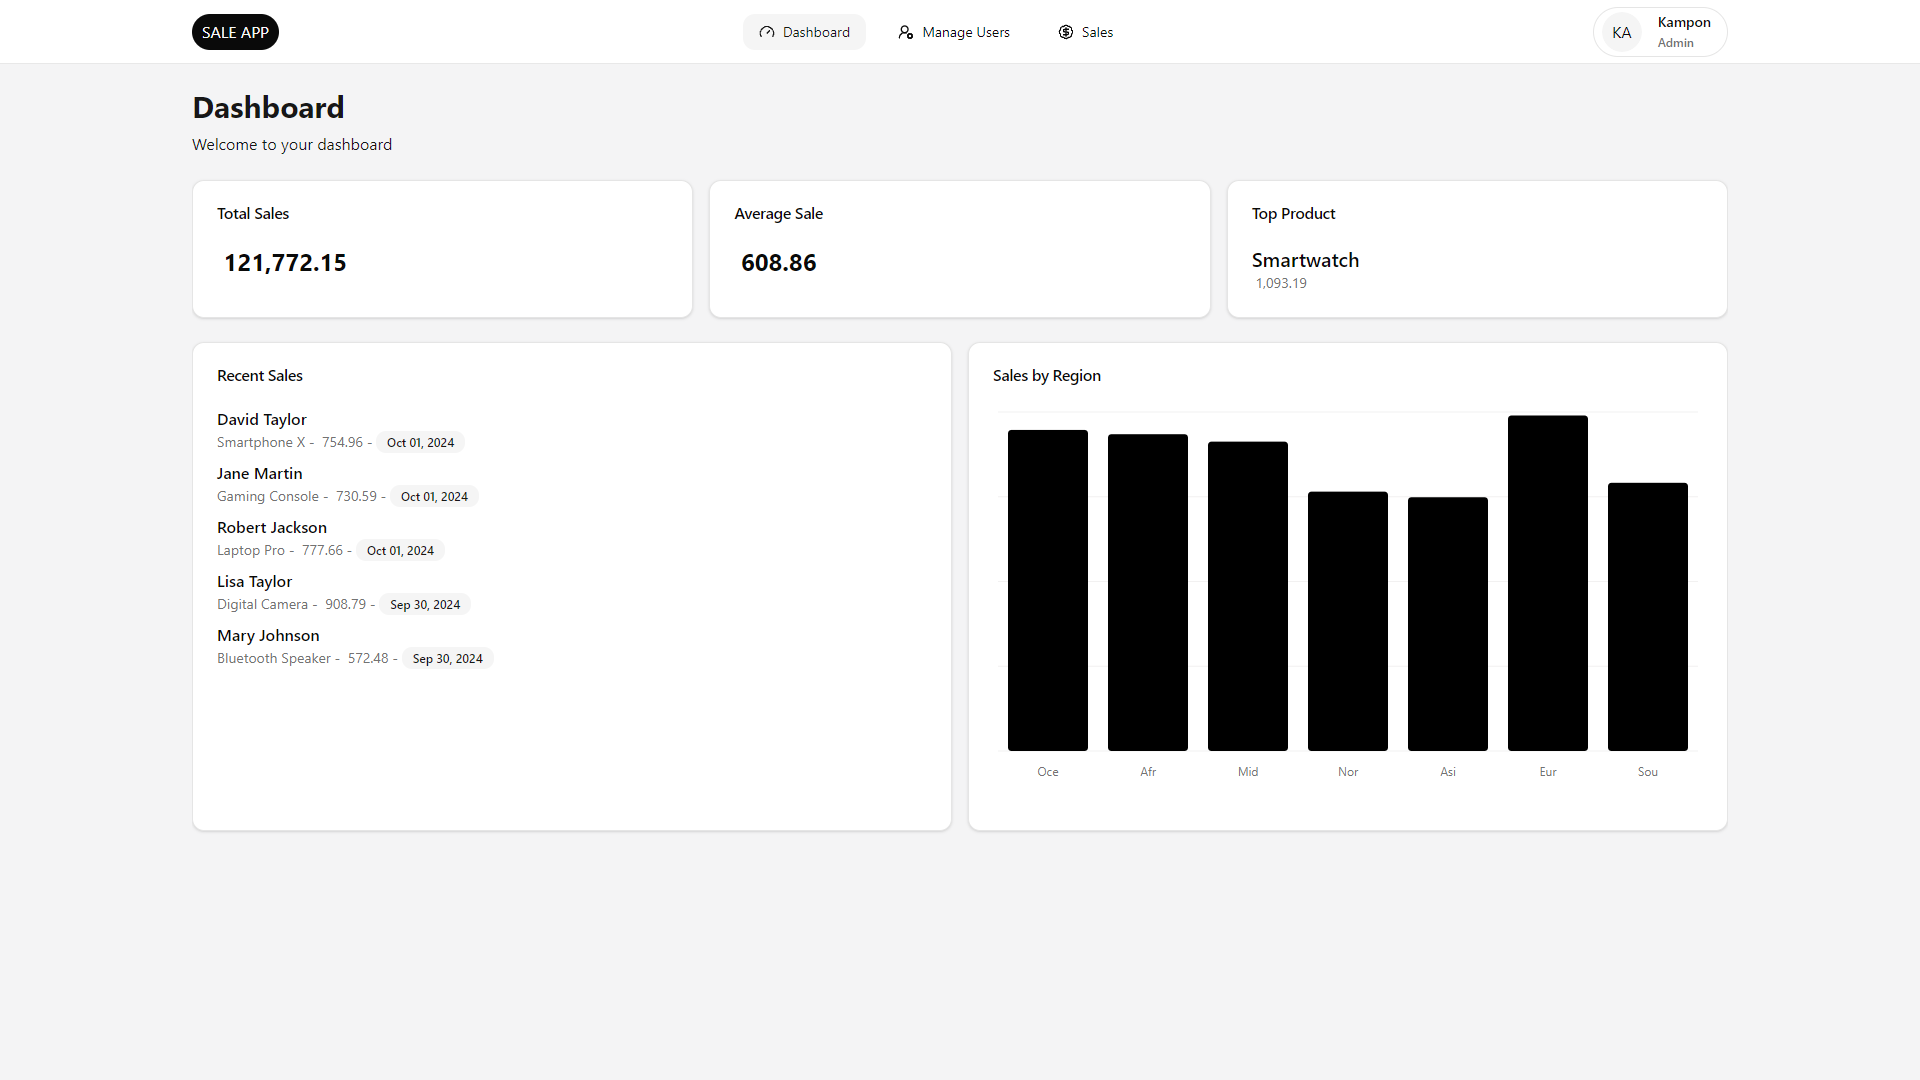 SALE APP
Dashboard
Manage Users
Sales
KA
Kampon
Admin
Dashboard
Welcome to your dashboard
Total Sales
121,772.15
Average Sale
608.86
Top Product
Smartwatch
1,093.19
Recent Sales
David Taylor
Smartphone X - 754.96 - Oct 01, 2024
Jane Martin
Gaming Console - 730.59 - Oct 01, 2024
Robert Jackson
Laptop Pro - 777.66 - Oct 01, 2024
Lisa Taylor
Digital Camera - 908.79 - Sep 30, 2024
Mary Johnson
Bluetooth Speaker - 572.48 - Sep 30, 2024
Sales by Region
Oce Afr Mid Nor Asi Eur Sou